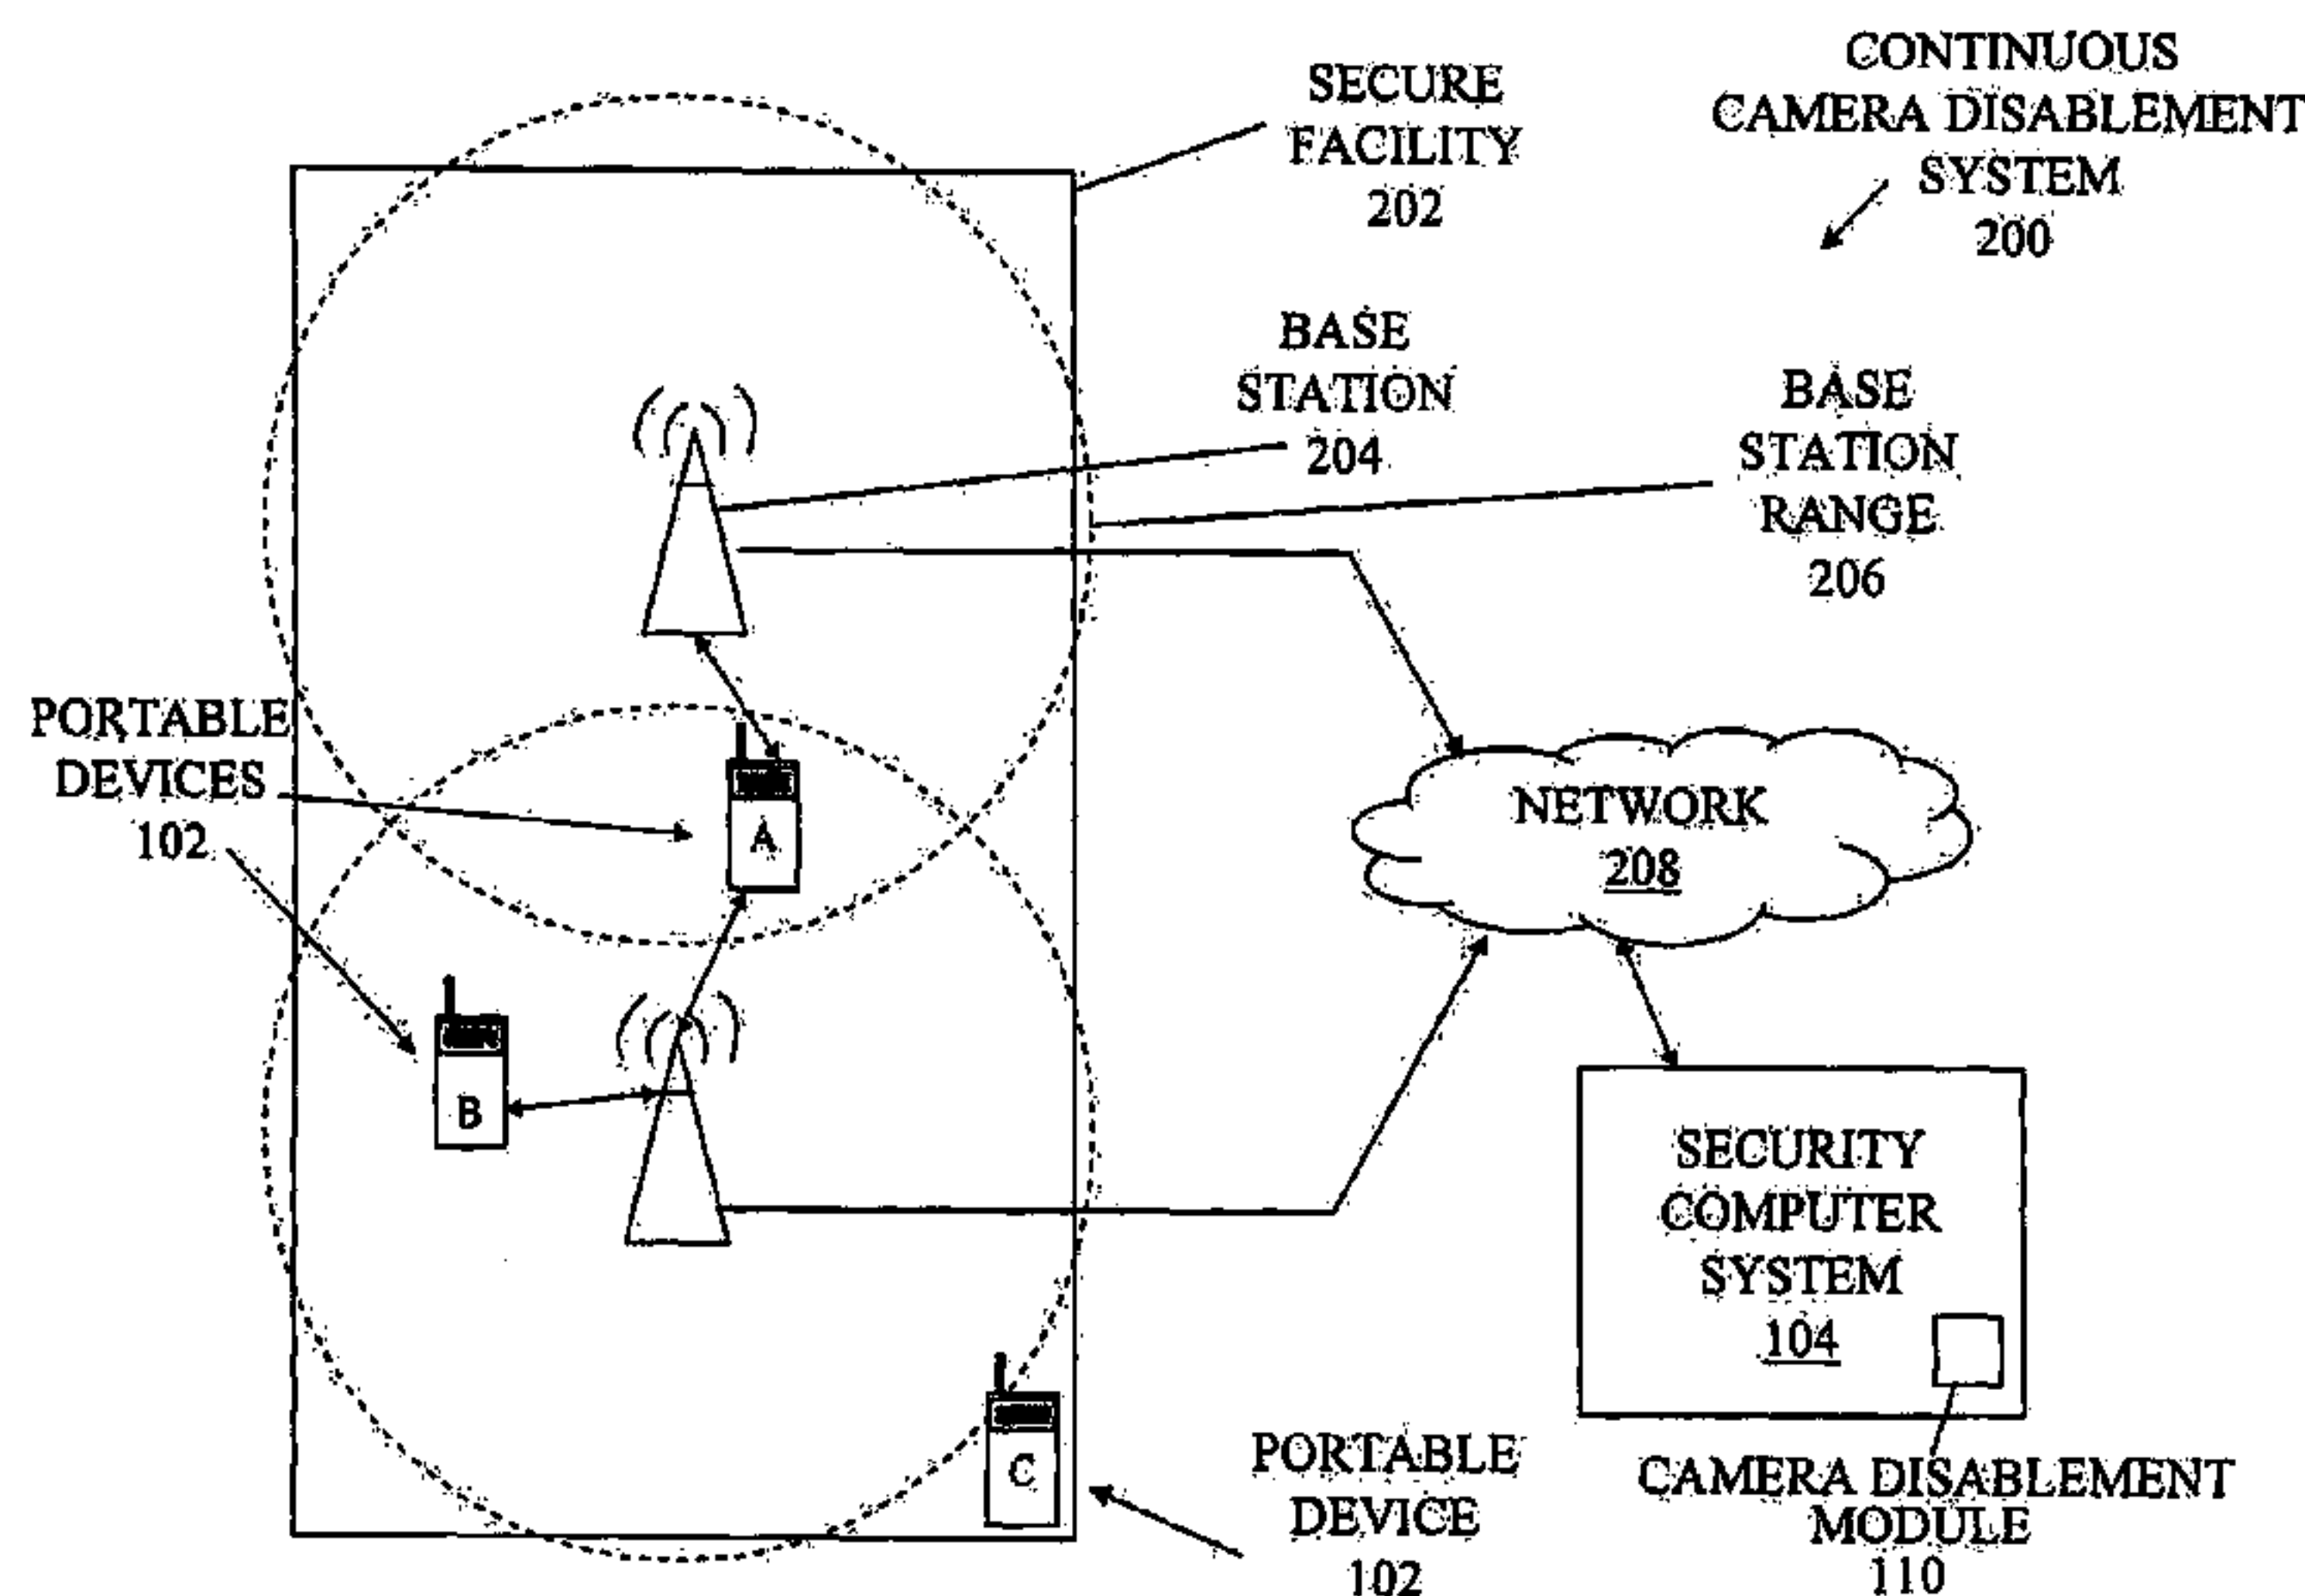 CONTINUOUS
CAMERA DISABLEMENT
SYSTEM
200
SECURE
FACILITY
202
BASE
STATION
204
BASE
STATION
RANGE
206
PORTABLE
DEVICES
102
A
NETWORK
208
B
SECURITY
COMPUTER
SYSTEM
104
C
PORTABLE
DEVICE
102
CAMERA DISABLEMENT
MODULE
110